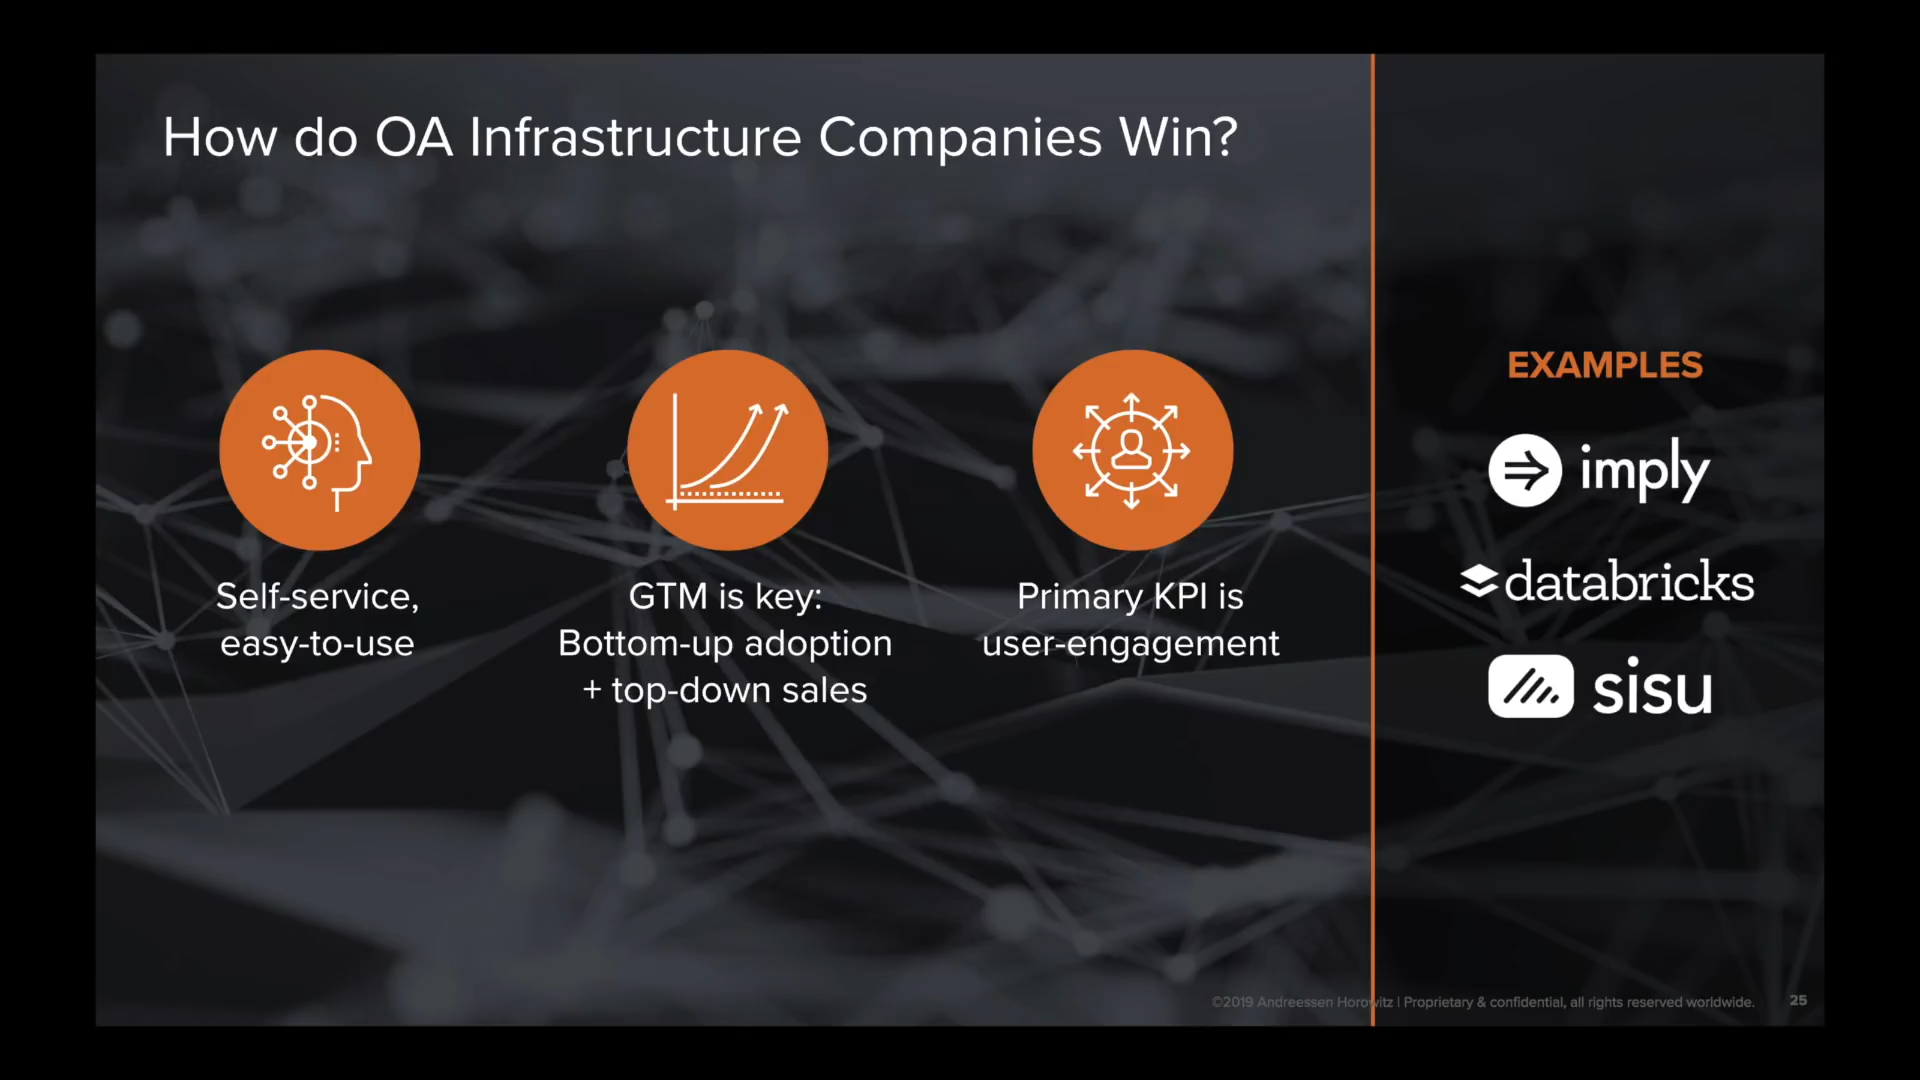 How do OA Infrastructure Companies Win?
Self-service,
easy-to-use
GTM is key:
Bottom-up adoption
+ top-down sales
Primary KPI is
user-engagement
EXAMPLES
imply
databricks
sisu
©2019 Andreessen Horowitz | Proprietary & confidential, all rights reserved worldwide.
25